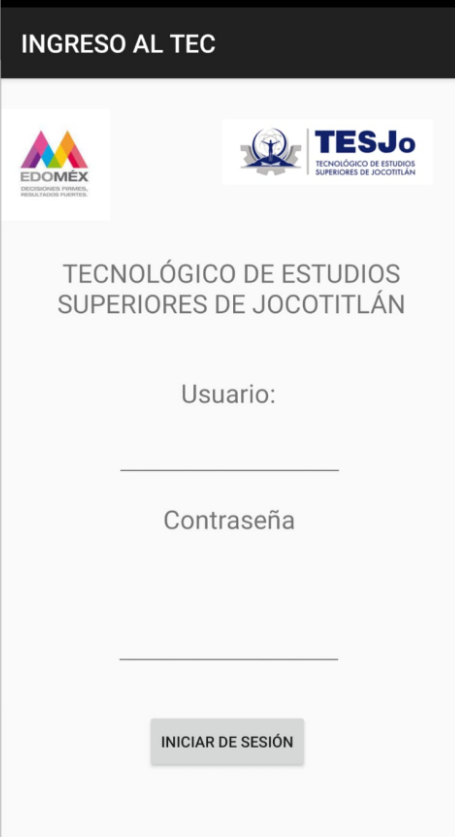 INGRESO AL TEC
EDOMÉX
DECISIONES FIRMES,
RESULTADOS FUERTES.
TESJo
TECNOLÓGICO DE ESTUDIOS
SUPERIORES DE JOCOTITLÁN
TECNOLÓGICO DE ESTUDIOS
SUPERIORES DE JOCOTITLÁN
Usuario:
Contraseña
INICIAR DE SESIÓN